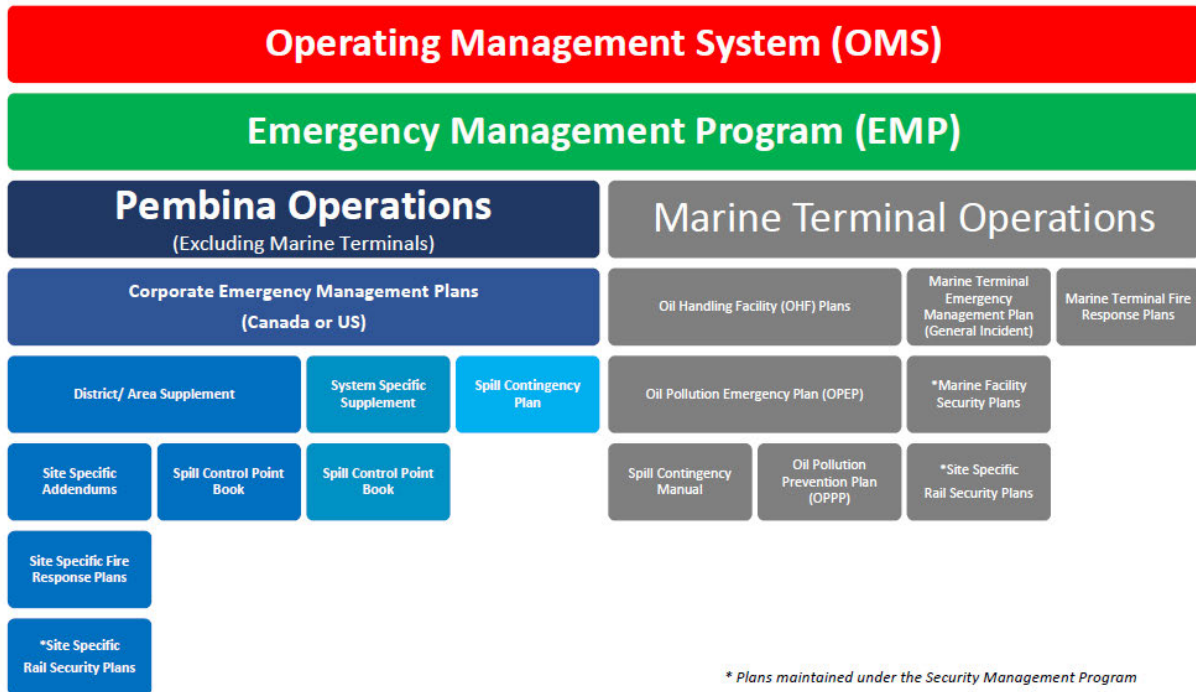 Operating Management System (OMS)
Emergency Management Program (EMP)
Pembina Operations
(Excluding Marine Terminals)
Marine Terminal Operations
Corporate Emergency Management Plans
(Canada or US)
Oil Handling Facility (OHF) Plans
Marine Terminal
Emergency
Management Plan
(General Incident)
Marine Terminal Fire
Response Plans
District/ Area Supplement
System Specific
Supplement
Spill Contingency
Plan
Oil Pollution Emergency Plan (OPEP)
*Marine Facility
Security Plans
Site Specific
Addendums
Spill Control Point
Book
Spill Control Point
Book
Spill Contingency
Manual
Oil Pollution
Prevention Plan
(OPPP)
*Site Specific
Rail Security Plans
Site Specific Fire
Response Plans
*Site Specific
Rail Security Plans
* Plans maintained under the Security Management Program